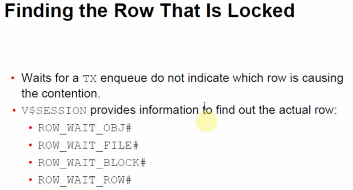 Finding the Row That Is Locked
• Waits for a TX enqueue do not indicate which row is causing
the contention.
• V$SESSION provides information to find out the actual row:
• ROW_WAIT_OBJ#
• ROW_WAIT_FILE#
• ROW_WAIT_BLOCK#
• ROW_WAIT_ROW#